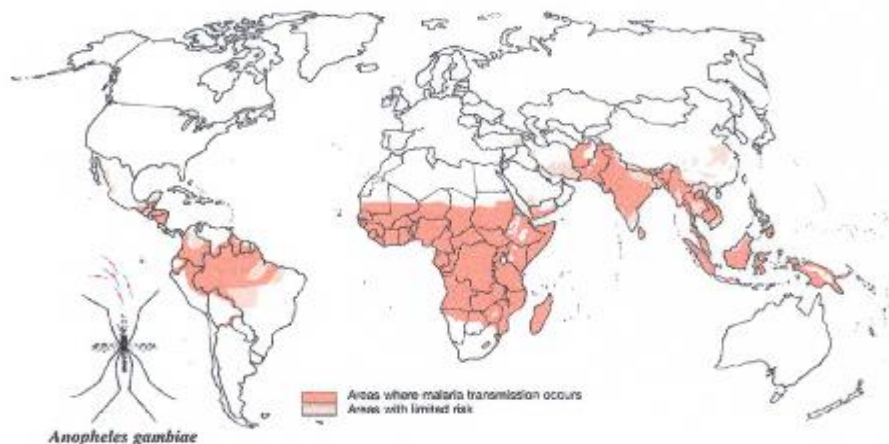 Areas where malaria transmission occurs
Areas with limited risk
Anopheles gambiae